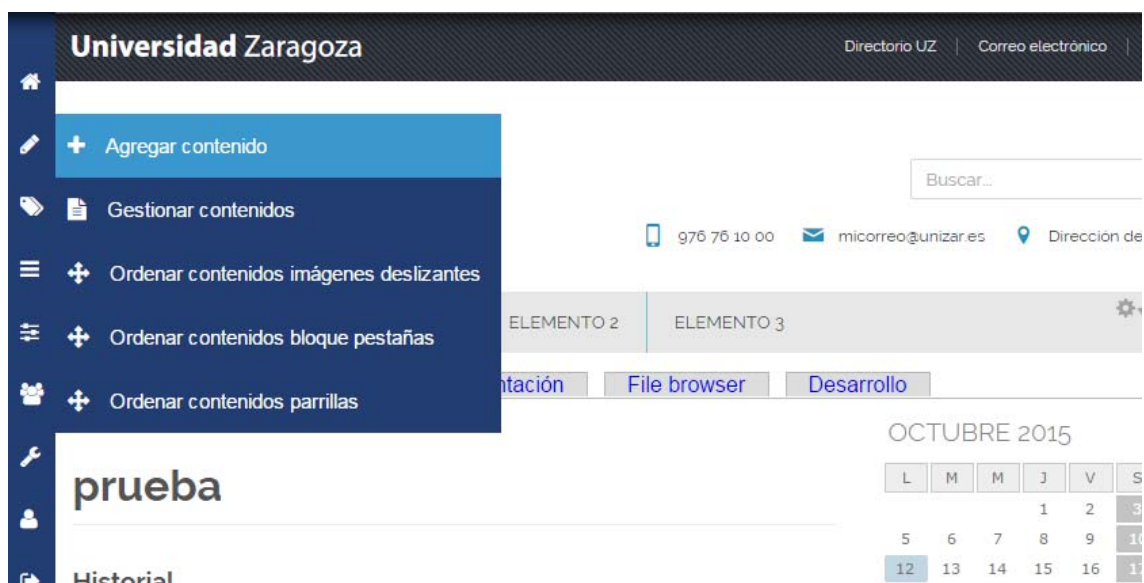 Universidad Zaragoza
Directorio UZ | Correo electrónico |
Agregar contenido
Buscar...
Gestionar contenidos
976 76 10 00 micorreo@unizar.es Dirección de
Ordenar contenidos imágenes deslizantes
ELEMENTO 2 ELEMENTO 3
Ordenar contenidos bloque pestañas
ntación File browser Desarrollo
Ordenar contenidos parrillas
OCTUBRE 2015
prueba
L M M J V S
1 2 3
5 6 7 8 9 10
Historial
12 13 14 15 16 17